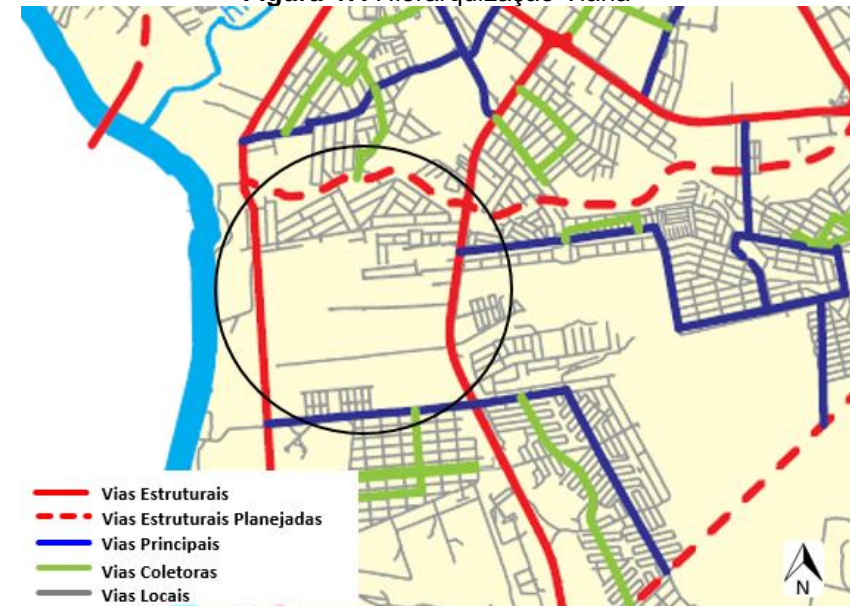 Vias Estruturais
Vias Estruturais Planejadas
Vias Principais
Vias Coletoras
Vias Locais
N